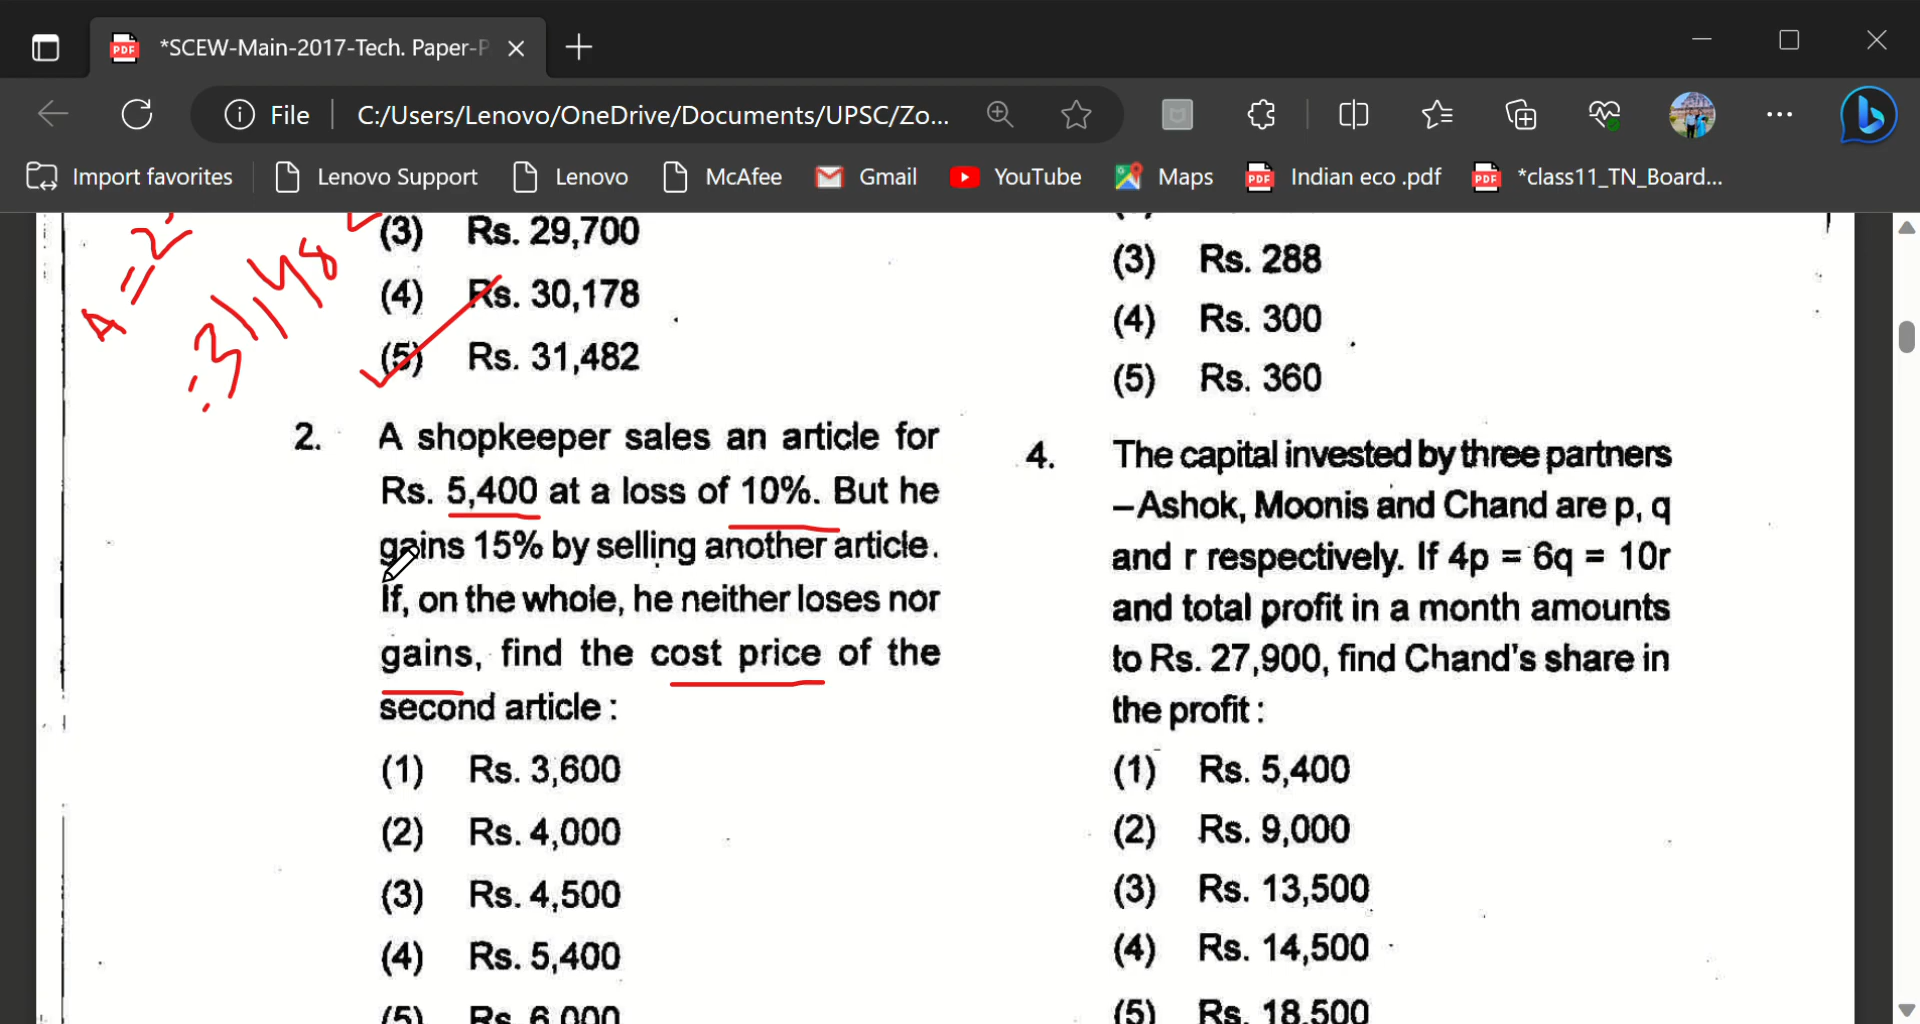 *SCEW-Main-2017-Tech. Paper-P
File C:/Users/Lenovo/OneDrive/Documents/UPSC/Zo...
Import favorites Lenovo Support Lenovo McAfee Gmail YouTube Maps Indian eco .pdf *class11_TN_Board...
A = 2
: 31,482
(3) Rs. 29,700
(4) Rs. 30,178
(5) Rs. 31,482
2. A shopkeeper sales an article for
Rs. 5,400 at a loss of 10%. But he
gains 15% by selling another article.
If, on the whole, he neither loses nor
gains, find the cost price of the
second article :
(1) Rs. 3,600
(2) Rs. 4,000
(3) Rs. 4,500
(4) Rs. 5,400
(5) Rs. 6,000
(3) Rs. 288
(4) Rs. 300
(5) Rs. 360
4. The capital invested by three partners
–Ashok, Moonis and Chand are p, q
and r respectively. If 4p = 6q = 10r
and total profit in a month amounts
to Rs. 27,900, find Chand's share in
the profit :
(1) Rs. 5,400
(2) Rs. 9,000
(3) Rs. 13,500
(4) Rs. 14,500
(5) Rs. 18,500